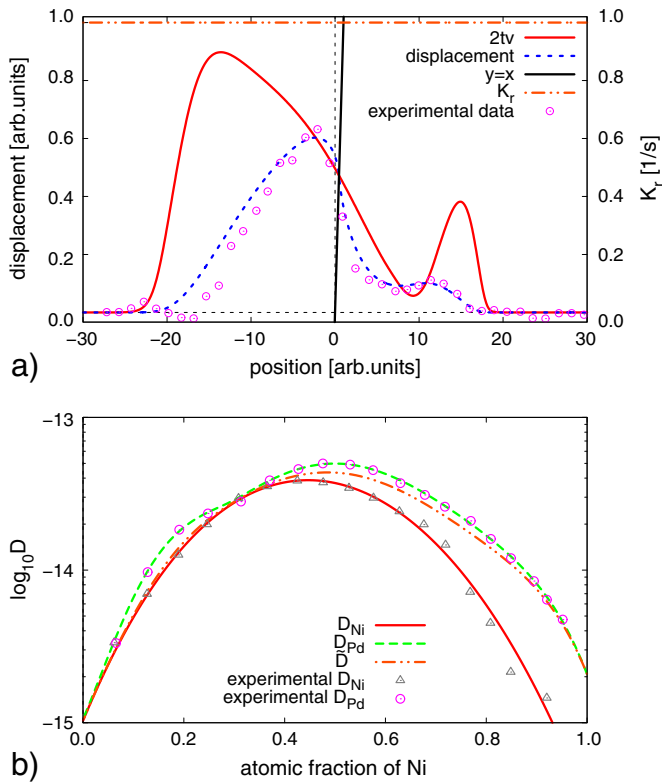 1.0
0.8
0.6
0.4
0.2
0.0
displacement [arb.units]
2tv
displacement
y=x
K_r
experimental data
1.0
0.8
0.6
0.4
0.2
0.0
K_r [1/s]
−30 −20 −10 0 10 20 30
position [arb.units]
a)
−13
−14
−15
log_10 D
D_Ni
D_Pd
D̃
experimental D_Ni
experimental D_Pd
0.0 0.2 0.4 0.6 0.8 1.0
atomic fraction of Ni
b)